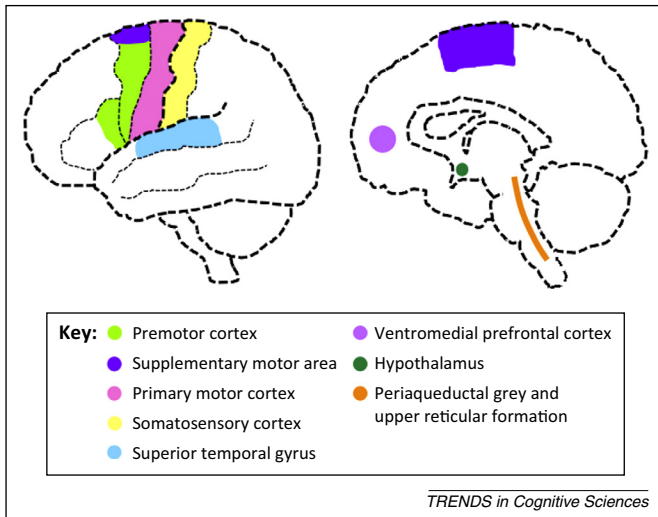 Key:
Premotor cortex
Supplementary motor area
Primary motor cortex
Somatosensory cortex
Superior temporal gyrus
Ventromedial prefrontal cortex
Hypothalamus
Periaqueductal grey and
upper reticular formation
TRENDS in Cognitive Sciences